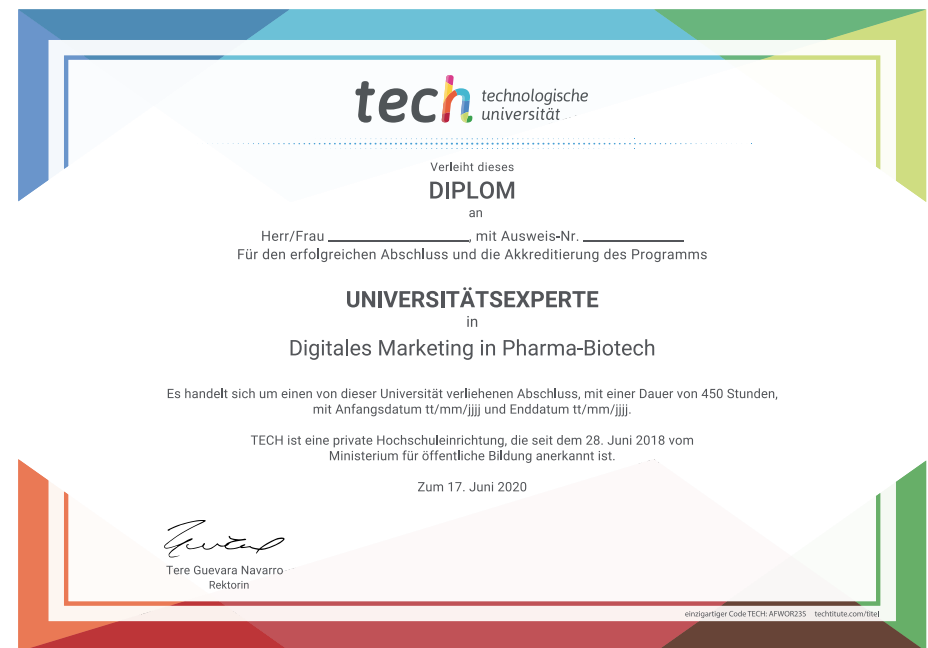 tech technologische
universität
Verleiht dieses
DIPLOM
an
Herr/Frau ____________________, mit Ausweis-Nr. ______________
Für den erfolgreichen Abschluss und die Akkreditierung des Programms
UNIVERSITÄTSEXPERTE
in
Digitales Marketing in Pharma-Biotech
Es handelt sich um einen von dieser Universität verliehenen Abschluss, mit einer Dauer von 450 Stunden,
mit Anfangsdatum tt/mm/jjjj und Enddatum tt/mm/jjjj.
TECH ist eine private Hochschuleinrichtung, die seit dem 28. Juni 2018 vom
Ministerium für öffentliche Bildung anerkannt ist.
Zum 17. Juni 2020
Tere Guevara Navarro
Rektorin
einzigartiger Code TECH: AFWOR23S techtitute.com/titel